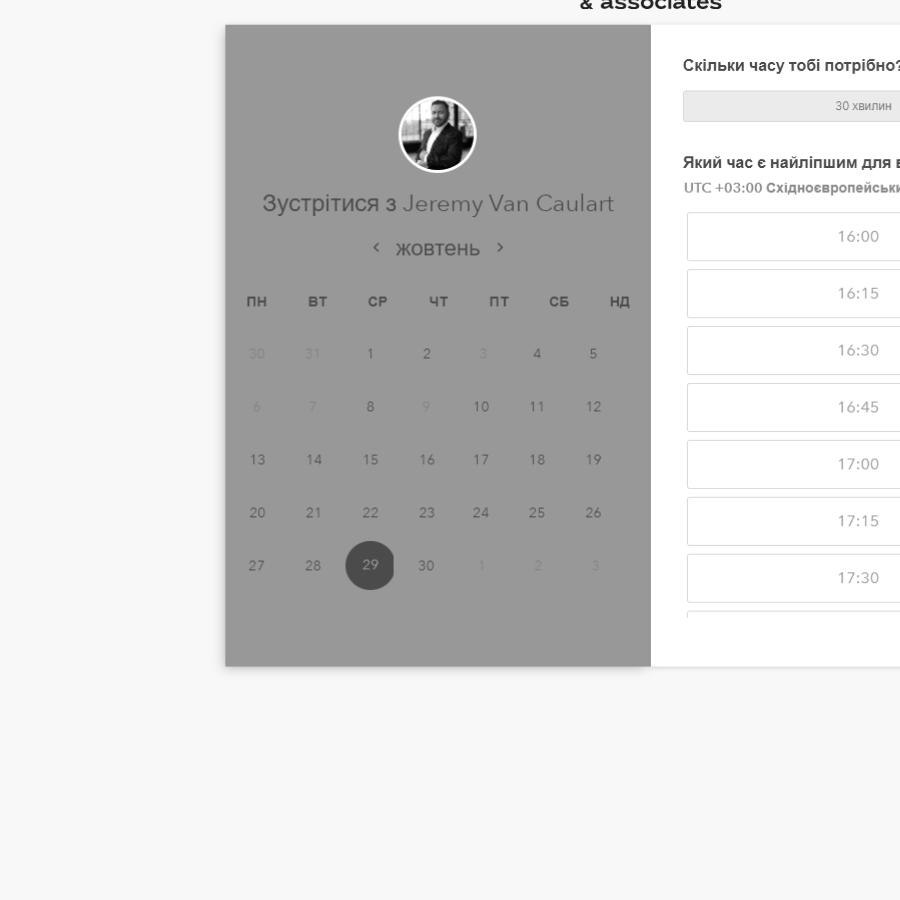 & associates
Зустрітися з Jeremy Van Caulart
жовтень
ПН ВТ СР ЧТ ПТ СБ НД
30 31 1 2 3 4 5
6 7 8 9 10 11 12
13 14 15 16 17 18 19
20 21 22 23 24 25 26
27 28 29 30 1 2 3
Скільки часу тобі потрібно?
30 хвилин
Який час є найліпшим для
UTC +03:00 Східноєвропейськи
16:00
16:15
16:30
16:45
17:00
17:15
17:30